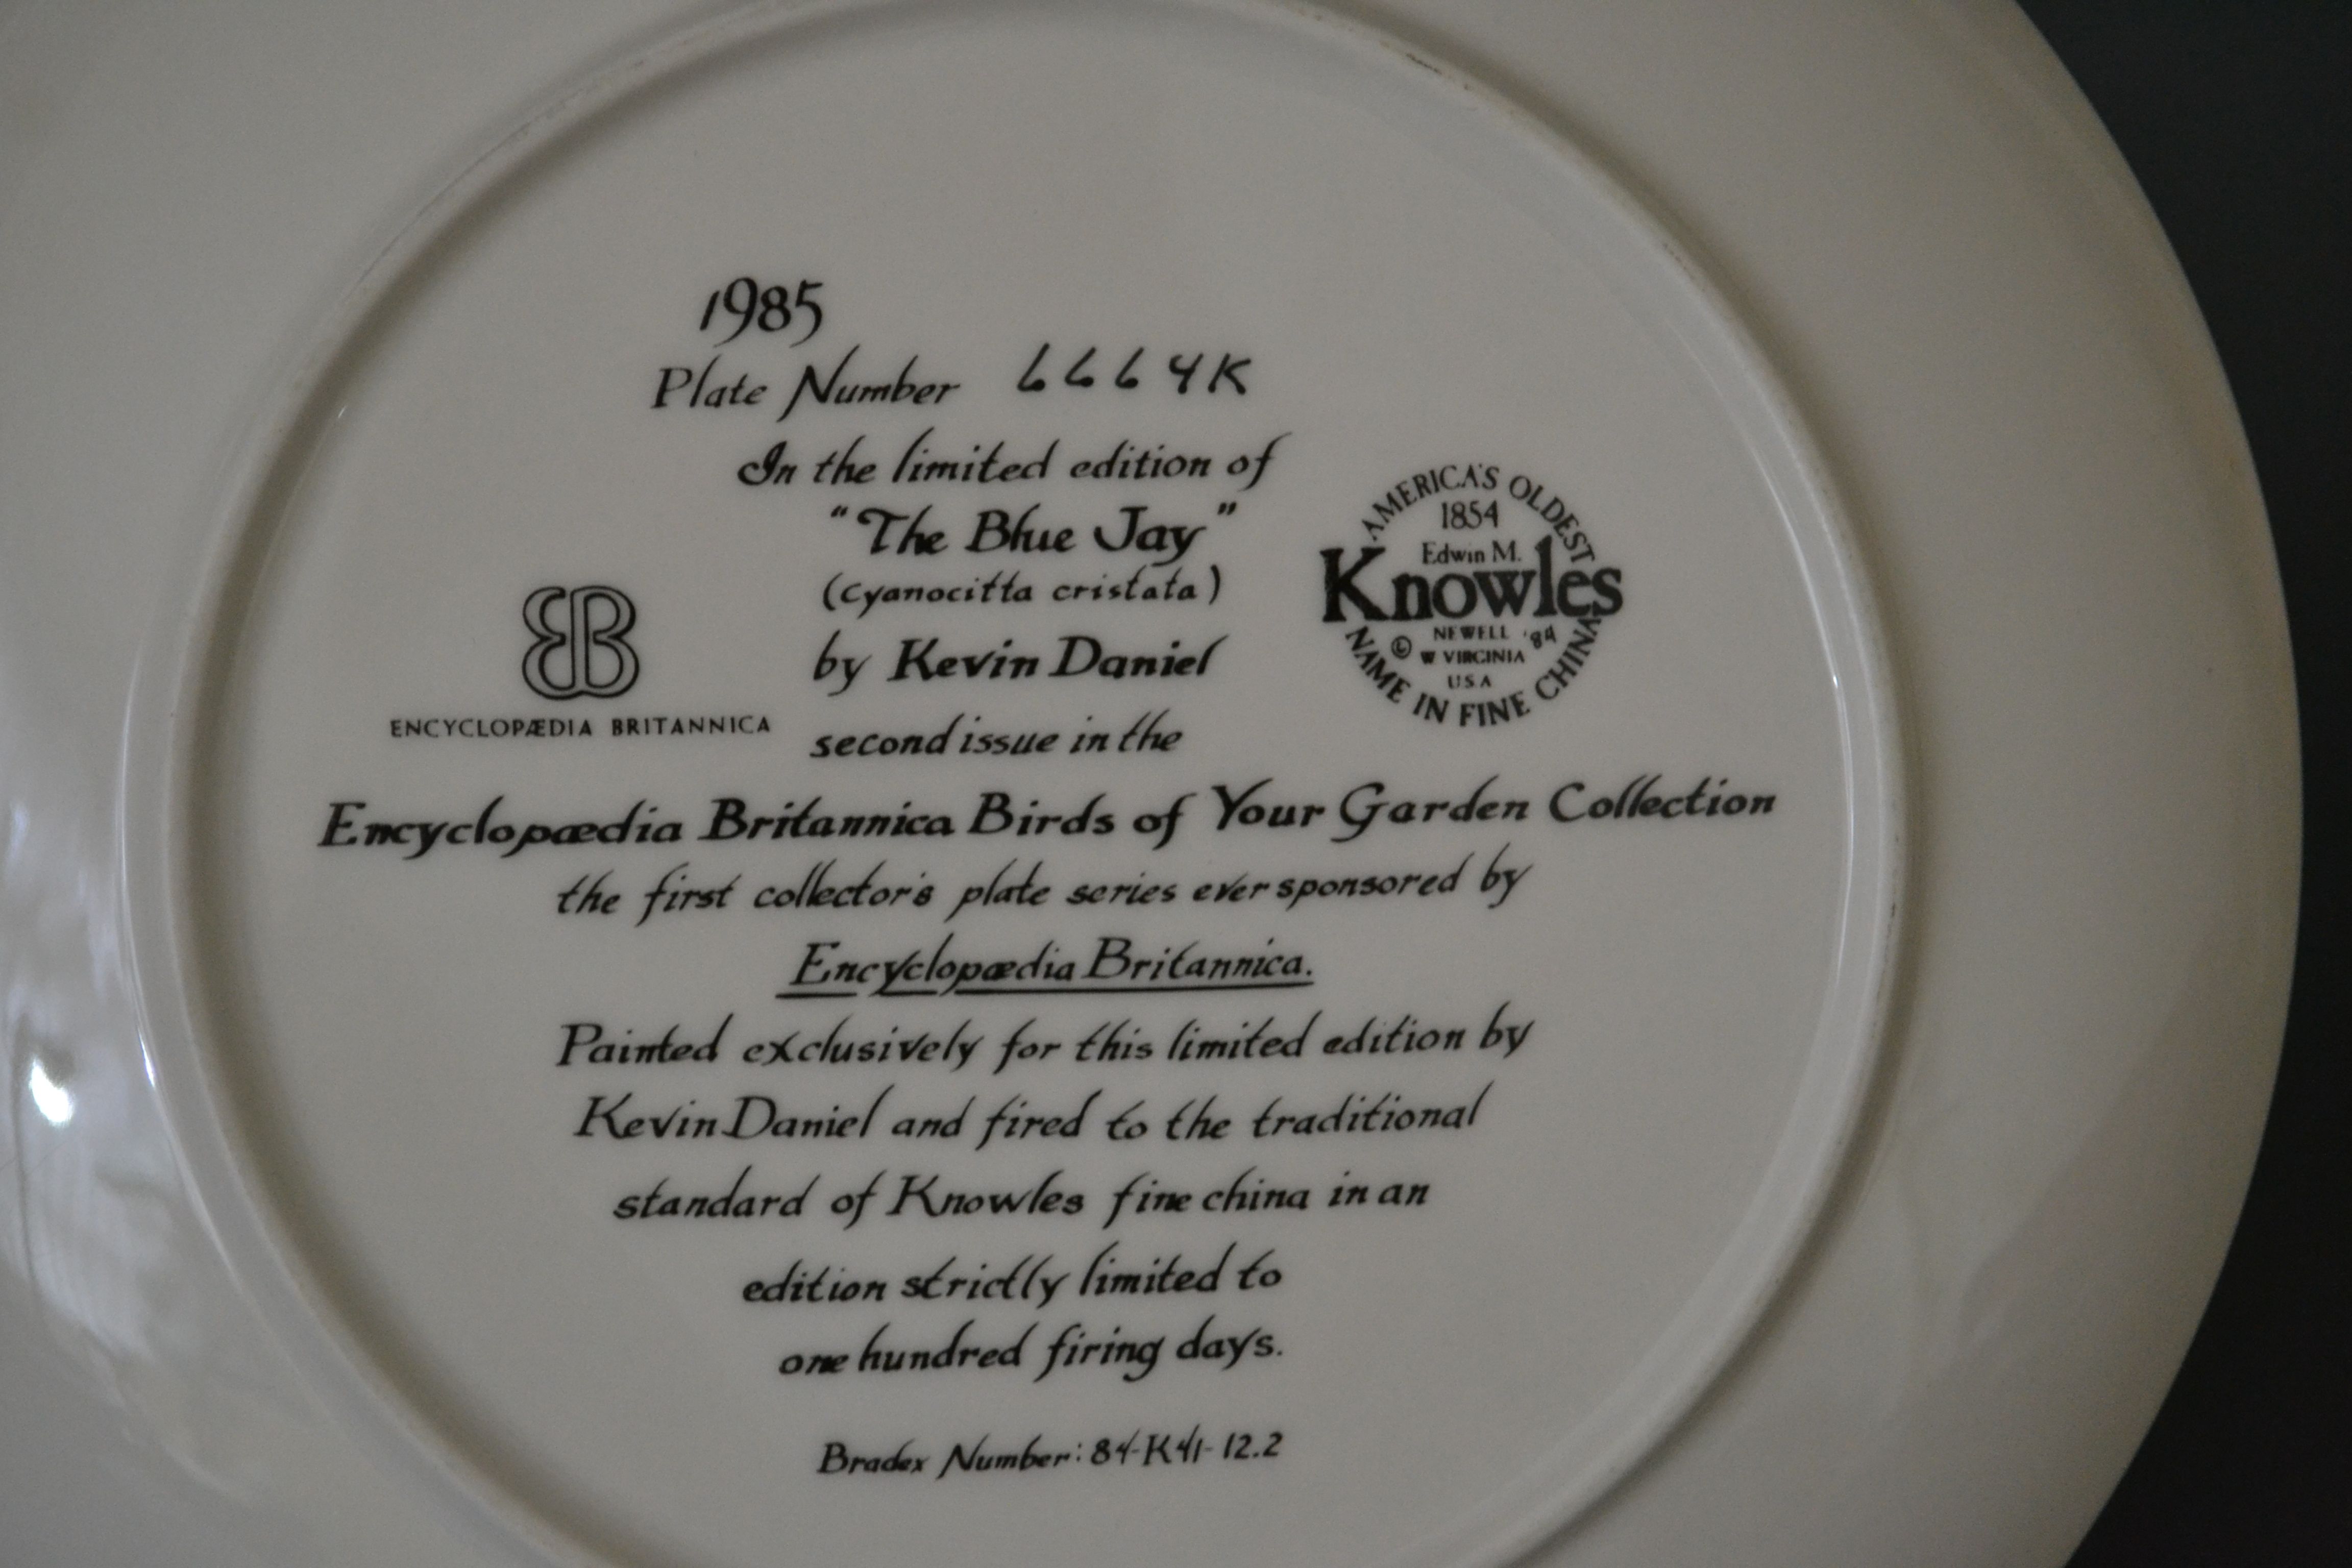 1985
Plate Number 6664K
In the limited edition of
"The Blue Jay"
(Cyanocitta cristata)
by Kevin Daniel
second issue in the
EB
ENCYCLOPÆDIA BRITANNICA
AMERICA'S OLDEST
1854
Edwin M.
Knowles
NEWELL '84
© W VIRGINIA
USA
NAME IN FINE CHINA
Encyclopædia Britannica Birds of Your Garden Collection
the first collector's plate series ever sponsored by
Encyclopædia Britannica.
Painted exclusively for this limited edition by
Kevin Daniel and fired to the traditional
standard of Knowles fine china in an
edition strictly limited to
one hundred firing days.
Bradex Number: 84-K41-12.2